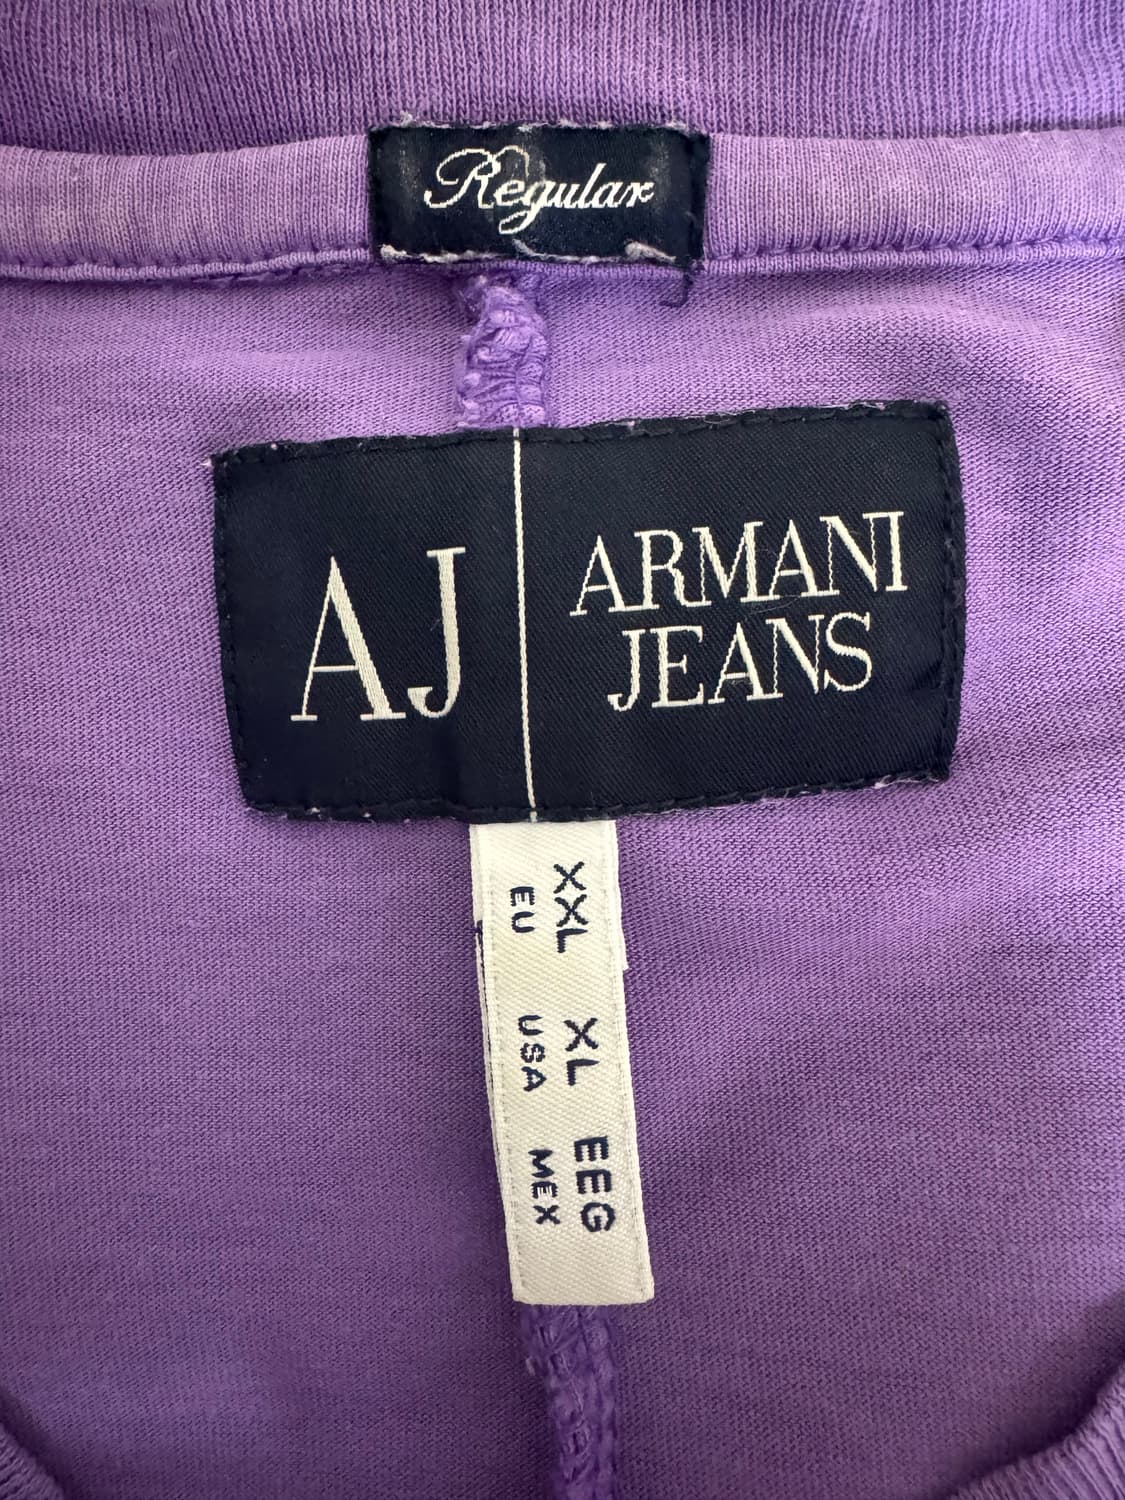 Regular
AJ
ARMANI
JEANS
XXL XL EEG
EU USA MEX